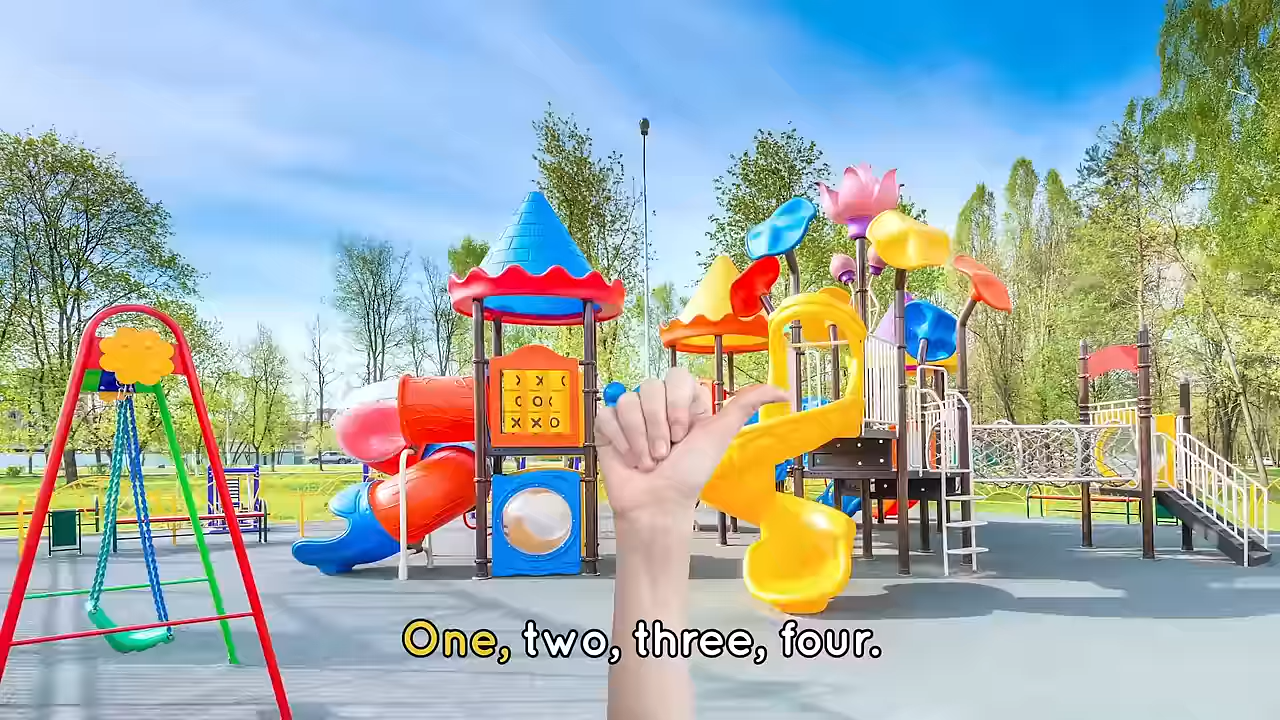 X X C
O O X
X X O
One, two, three, four.